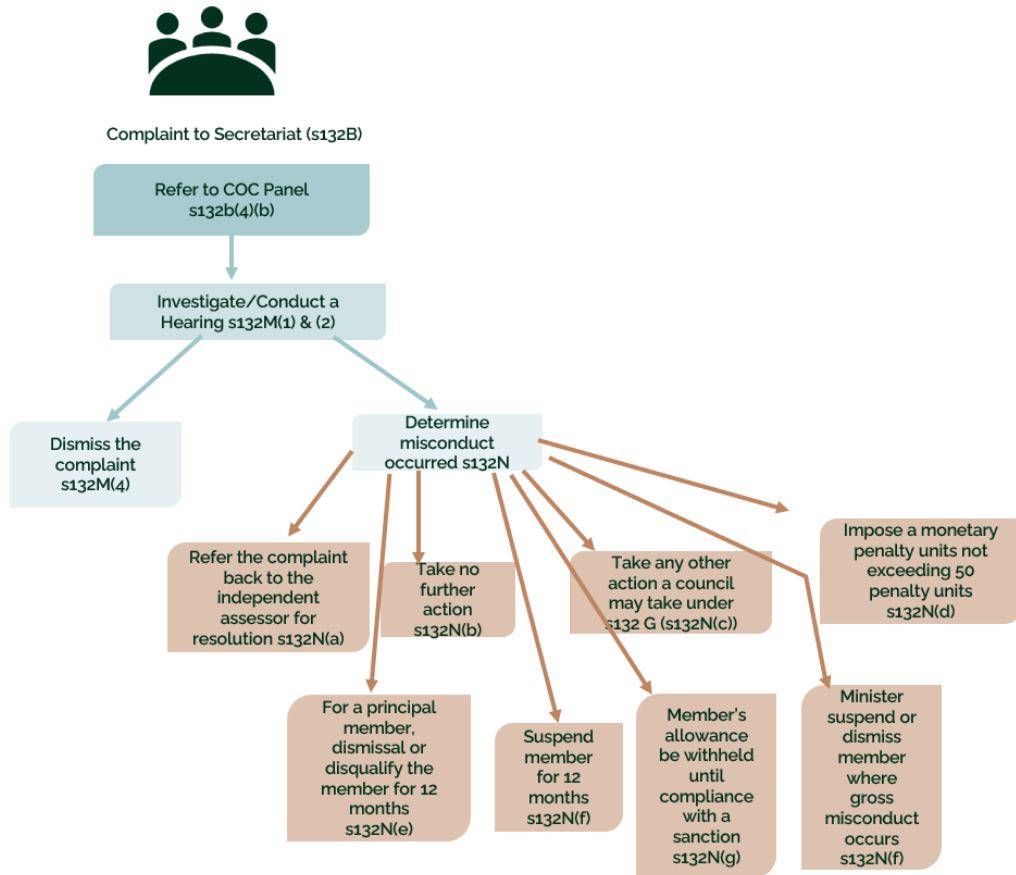 Complaint to Secretariat (s132B)
Refer to COC Panel
s132b(4)(b)
Investigate/Conduct a
Hearing s132M(1) & (2)
Dismiss the
complaint
s132M(4)
Determine
misconduct
occurred s132N
Refer the complaint
back to the
independent
assessor for
resolution s132N(a)
Take no
further
action
s132N(b)
Take any other
action a council
may take under
s132 G (s132N(c))
Impose a monetary
penalty units not
exceeding 50
penalty units
s132N(d)
For a principal
member,
dismissal or
disqualify the
member for 12
months
s132N(e)
Suspend
member
for 12
months
s132N(f)
Member's
allowance
be withheld
until
compliance
with a
sanction
s132N(g)
Minister
suspend or
dismiss
member
where
gross
misconduct
occurs
s132N(f)